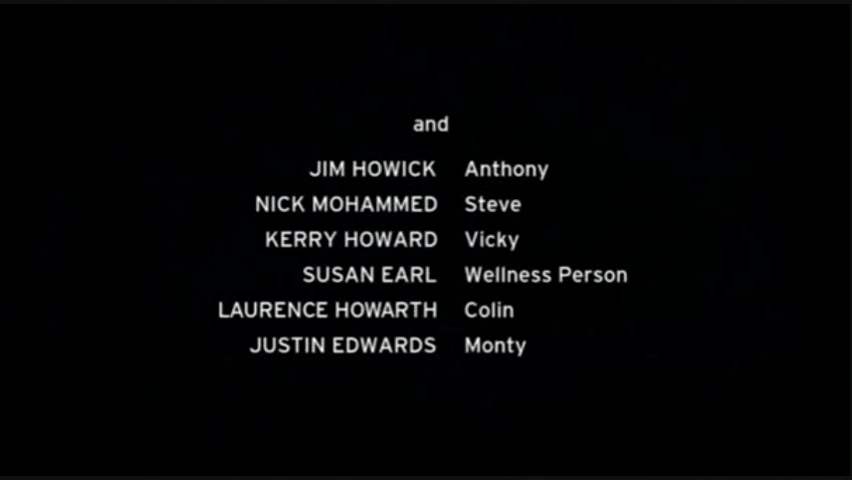 and
JIM HOWICK Anthony
NICK MOHAMMED Steve
KERRY HOWARD Vicky
SUSAN EARL Wellness Person
LAURENCE HOWARTH Colin
JUSTIN EDWARDS Monty